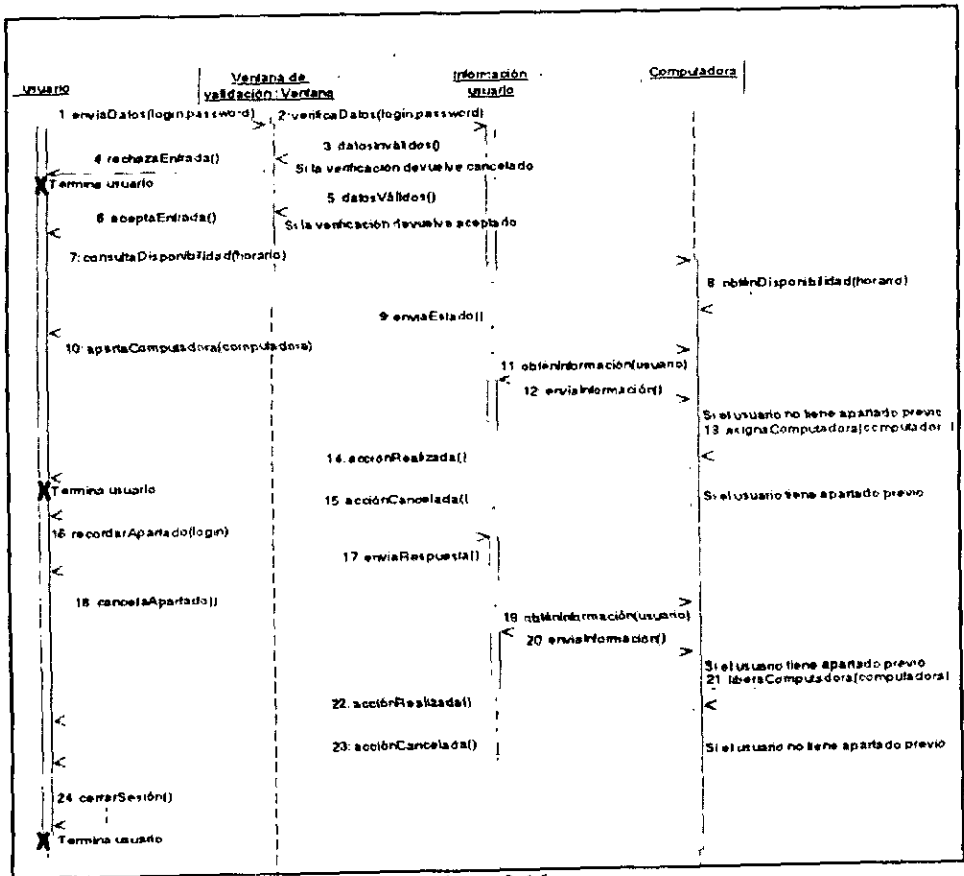 usuario
Ventana de
validación: Ventana
Información
usuario
Computadora
1 enviaDatos(login,password)
2: verificaDatos(login,password)
3 datosInválidos()
4 rechazaEntrada()
Si la verificación devuelve cancelado
Termina usuario
5 datosVálidos()
6 aceptaEntrada()
Si la verificación devuelve aceptado
7: consultaDisponibilidad(horario)
8 obténDisponibilidad(horario)
9: enviaEstado()
10: apartaComputadora(computadora)
11 obténInformación(usuario)
12: enviaInformación()
Si el usuario no tiene apartado previo
13 asignaComputadora(computador
14. acciónRealizada()
Termina usuario
15 acciónCancelada(
Si el usuario tiene apartado previo
16 recordarApartado(login)
17 enviaRespuesta()
18 cancelaApartado()
19 obténInformación(usuario)
20 enviaInformación()
Si el usuario tiene apartado previo
21 liberaComputadora(computadora)
22. acciónRealizada()
23: acciónCancelada()
Si el usuario no tiene apartado previo
24 cerrarSesión()
Termina usuario